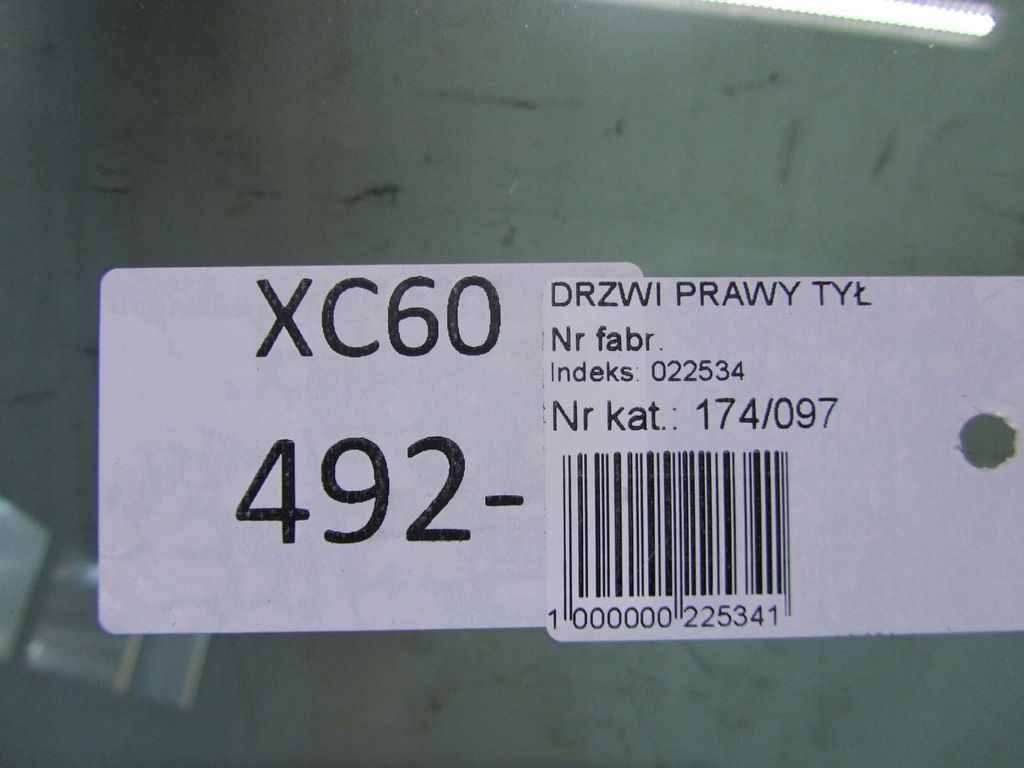 XC60
492-
DRZWI PRAWY TYŁ
Nr fabr.
Indeks: 022534
Nr kat.: 174/097
1 000000 225341